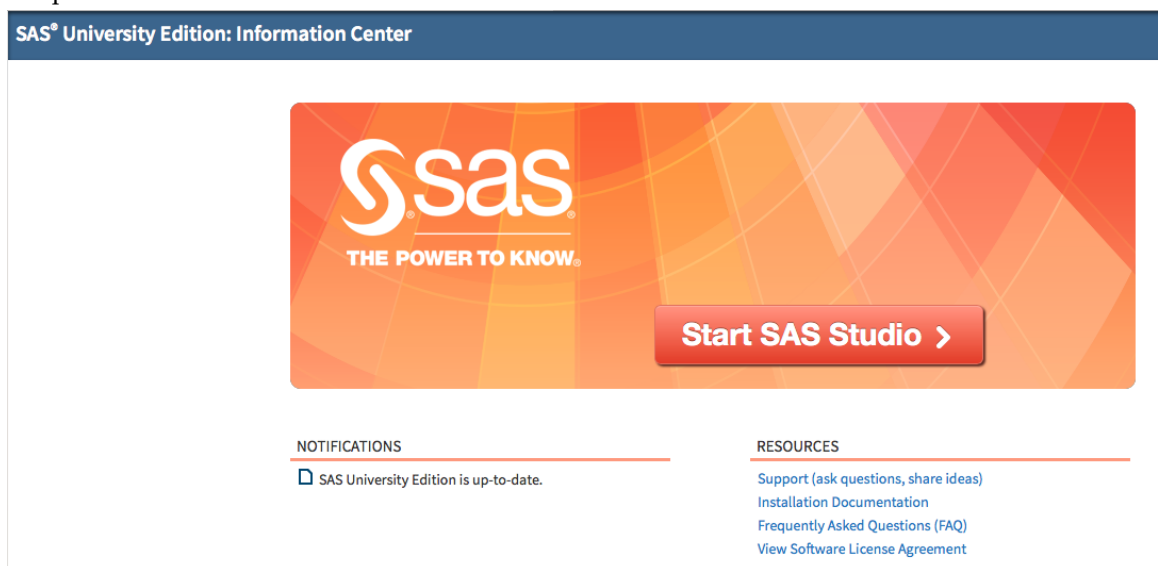 SAS® University Edition: Information Center
sas®
THE POWER TO KNOW®
Start SAS Studio >
NOTIFICATIONS
SAS University Edition is up-to-date.
RESOURCES
Support (ask questions, share ideas)
Installation Documentation
Frequently Asked Questions (FAQ)
View Software License Agreement